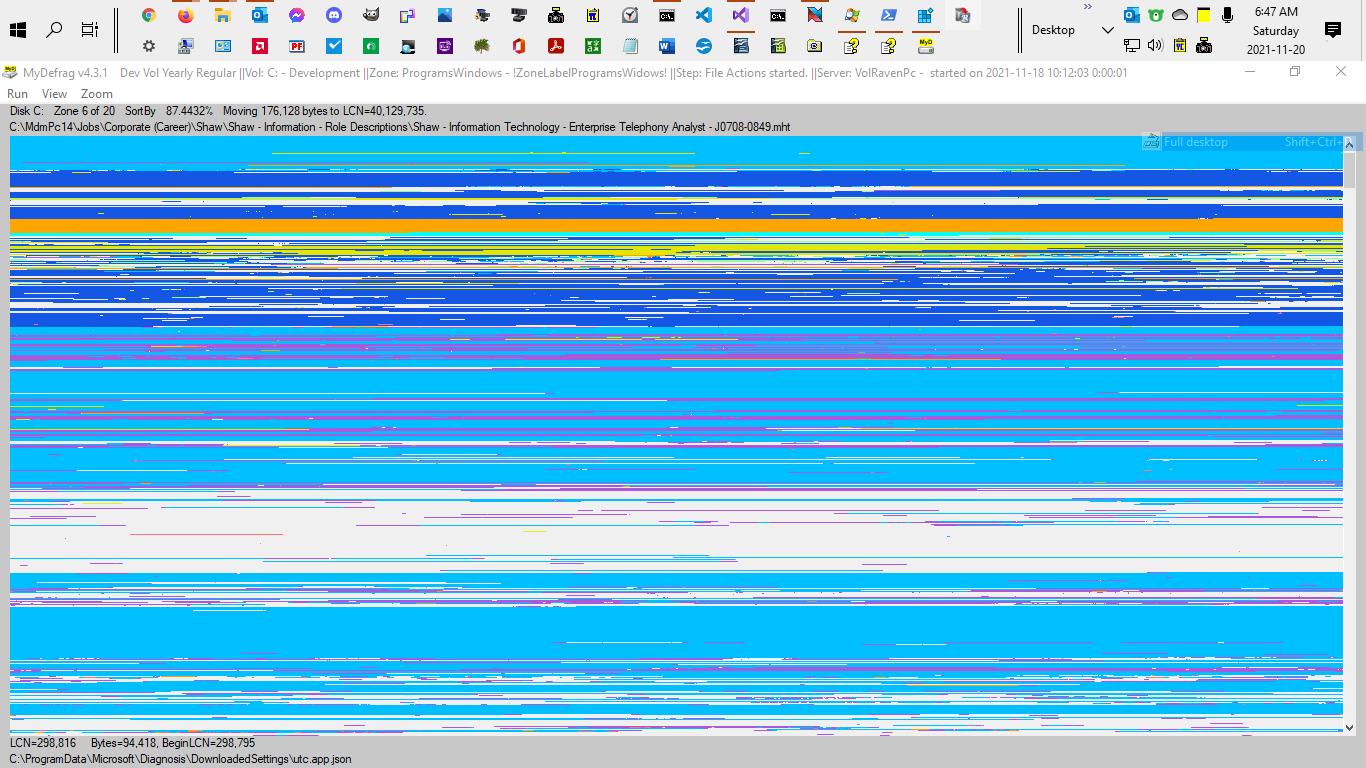 6:47 AM
Desktop
Saturday
2021-11-20
MyDefrag v4.3.1 Dev Vol Yearly Regular ||Vol: C: - Development ||Zone: ProgramsWindows - !ZoneLabelProgramsWidows! ||Step: File Actions started. ||Server: VolRavenPc - started on 2021-11-18 10:12:03 0:00:01
Run View Zoom
Disk C: Zone 6 of 20 SortBy 87.4432% Moving 176,128 bytes to LCN=40,129,735.
C:\MdmPc14\Jobs\Corporate (Career)\Shaw\Shaw - Information - Role Descriptions\Shaw - Information Technology - Enterprise Telephony Analyst - J0708-0849.mht
Full desktop Shift+Ctrl+
LCN=298,816 Bytes=94,418, BeginLCN=298,795
C:\ProgramData\Microsoft\Diagnosis\DownloadedSettings\utc.app.json